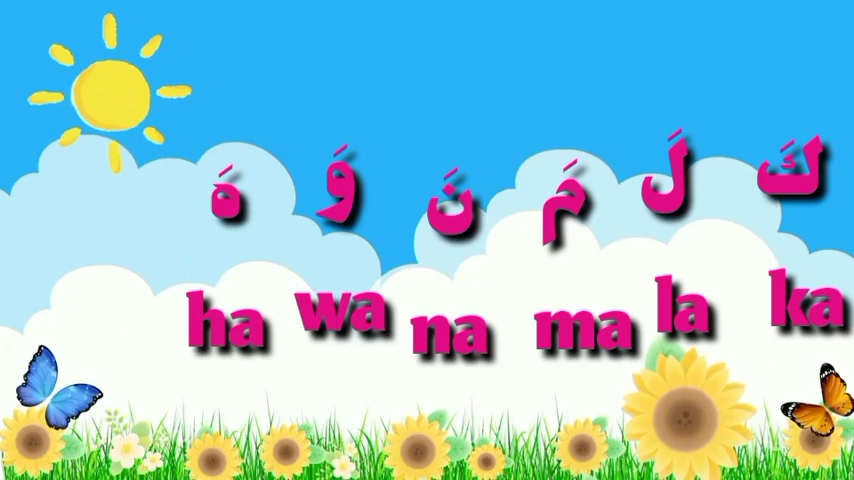 كَ لَ مَ نَ وَ هَ
ha wa na ma la ka